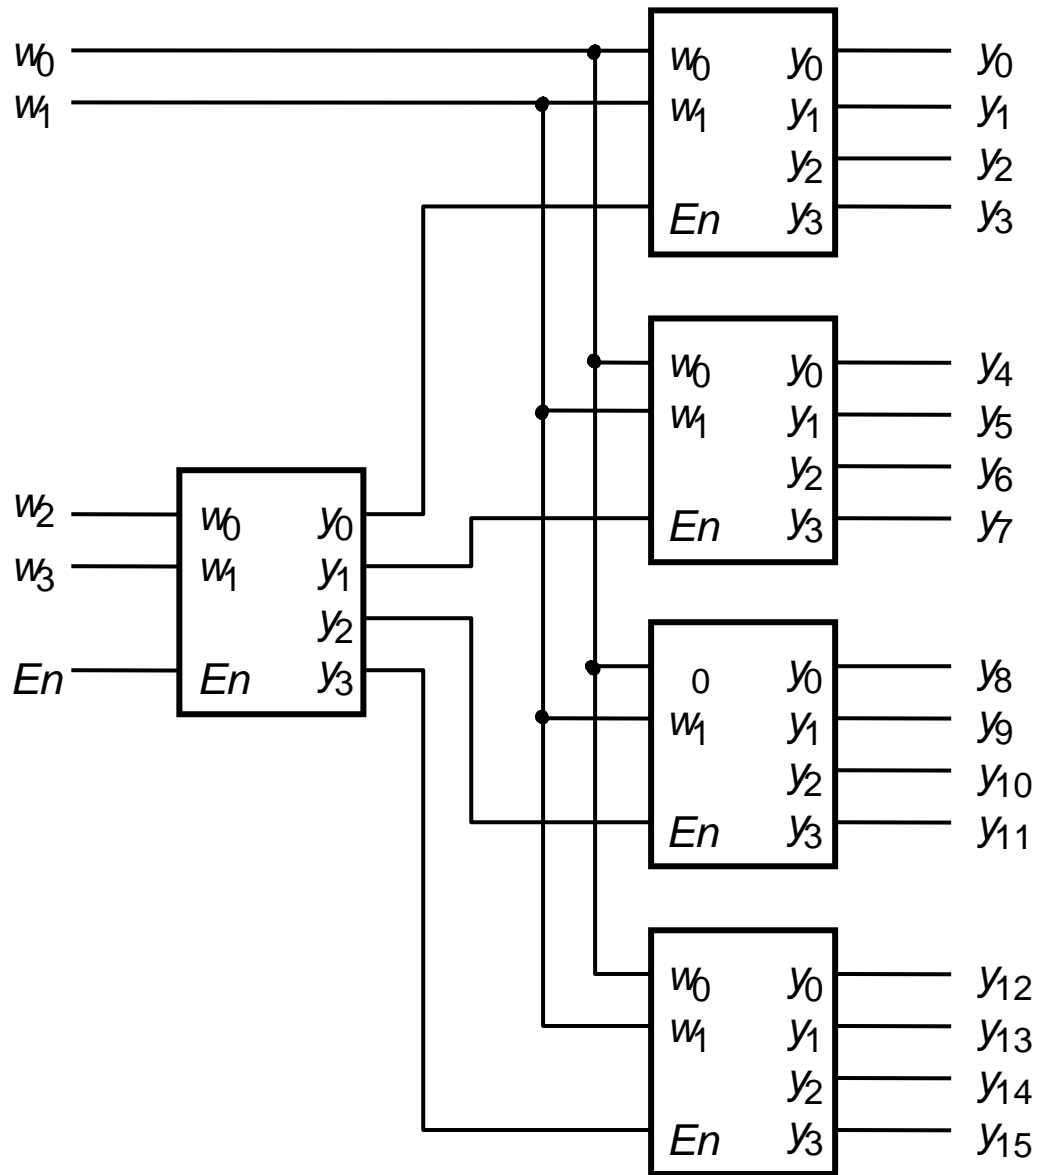 w0 w0 y0 y0
w1 w1 y1 y1
y2 y2
En y3 y3
w0 y0 y4
w1 y1 y5
y2 y6
En y3 y7
w2 w0 y0
w3 w1 y1
y2
En En y3
0 y0 y8
w1 y1 y9
y2 y10
En y3 y11
w0 y0 y12
w1 y1 y13
y2 y14
En y3 y15